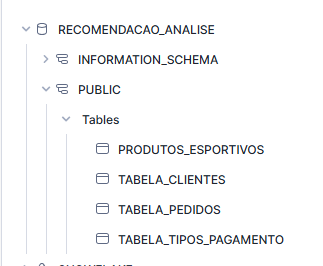 RECOMENDACAO_ANALISE
INFORMATION_SCHEMA
PUBLIC
Tables
PRODUTOS_ESPORTIVOS
TABELA_CLIENTES
TABELA_PEDIDOS
TABELA_TIPOS_PAGAMENTO